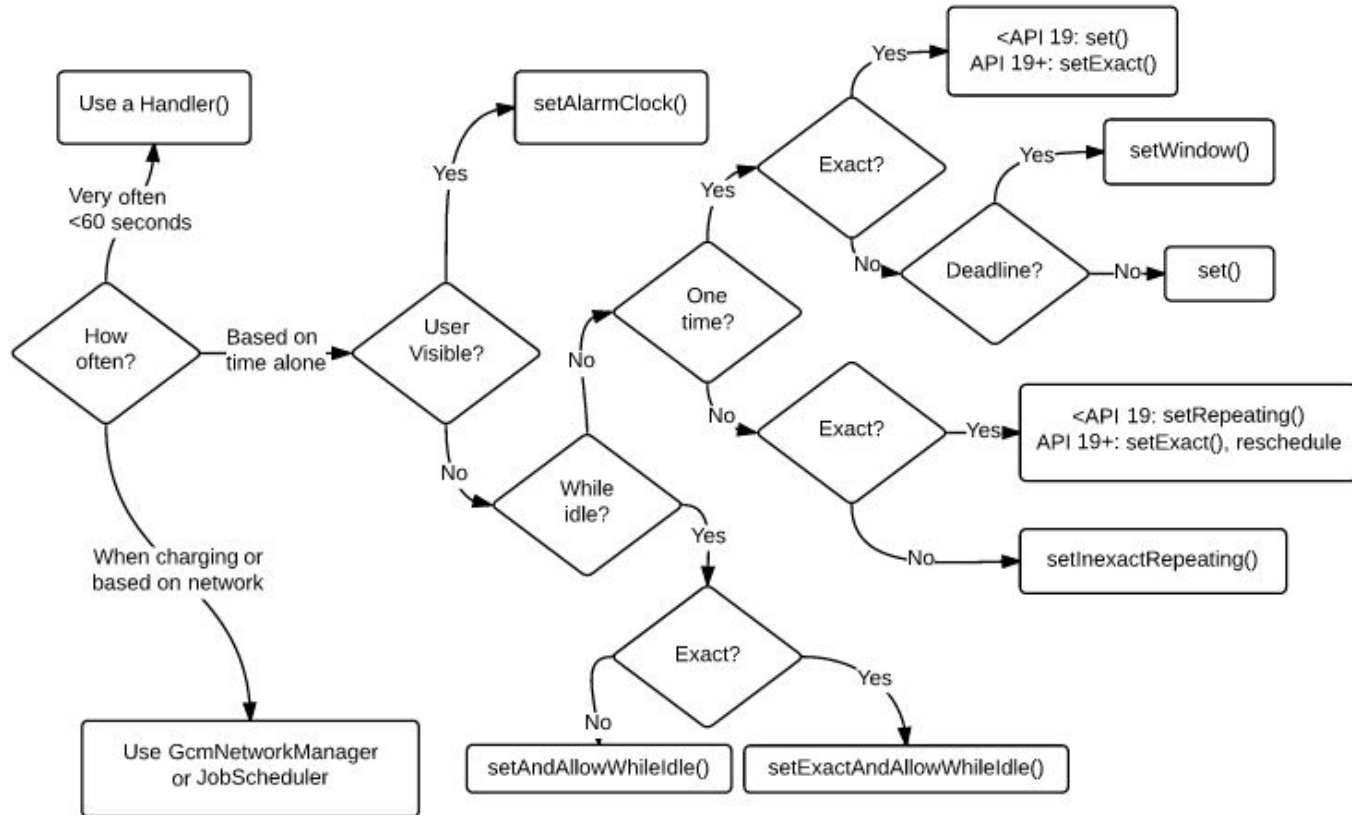 Use a Handler()
Very often
<60 seconds
How
often?
Based on
time alone
When charging or
based on network
Use GcmNetworkManager
or JobScheduler
User
Visible?
Yes
setAlarmClock()
No
While
idle?
No
Yes
Exact?
No
setAndAllowWhileIdle()
Yes
setExactAndAllowWhileIdle()
One
time?
Yes
Exact?
Yes
<API 19: set()
API 19+: setExact()
No
Deadline?
Yes
setWindow()
No
set()
No
Exact?
Yes
<API 19: setRepeating()
API 19+: setExact(), reschedule
No
setInexactRepeating()